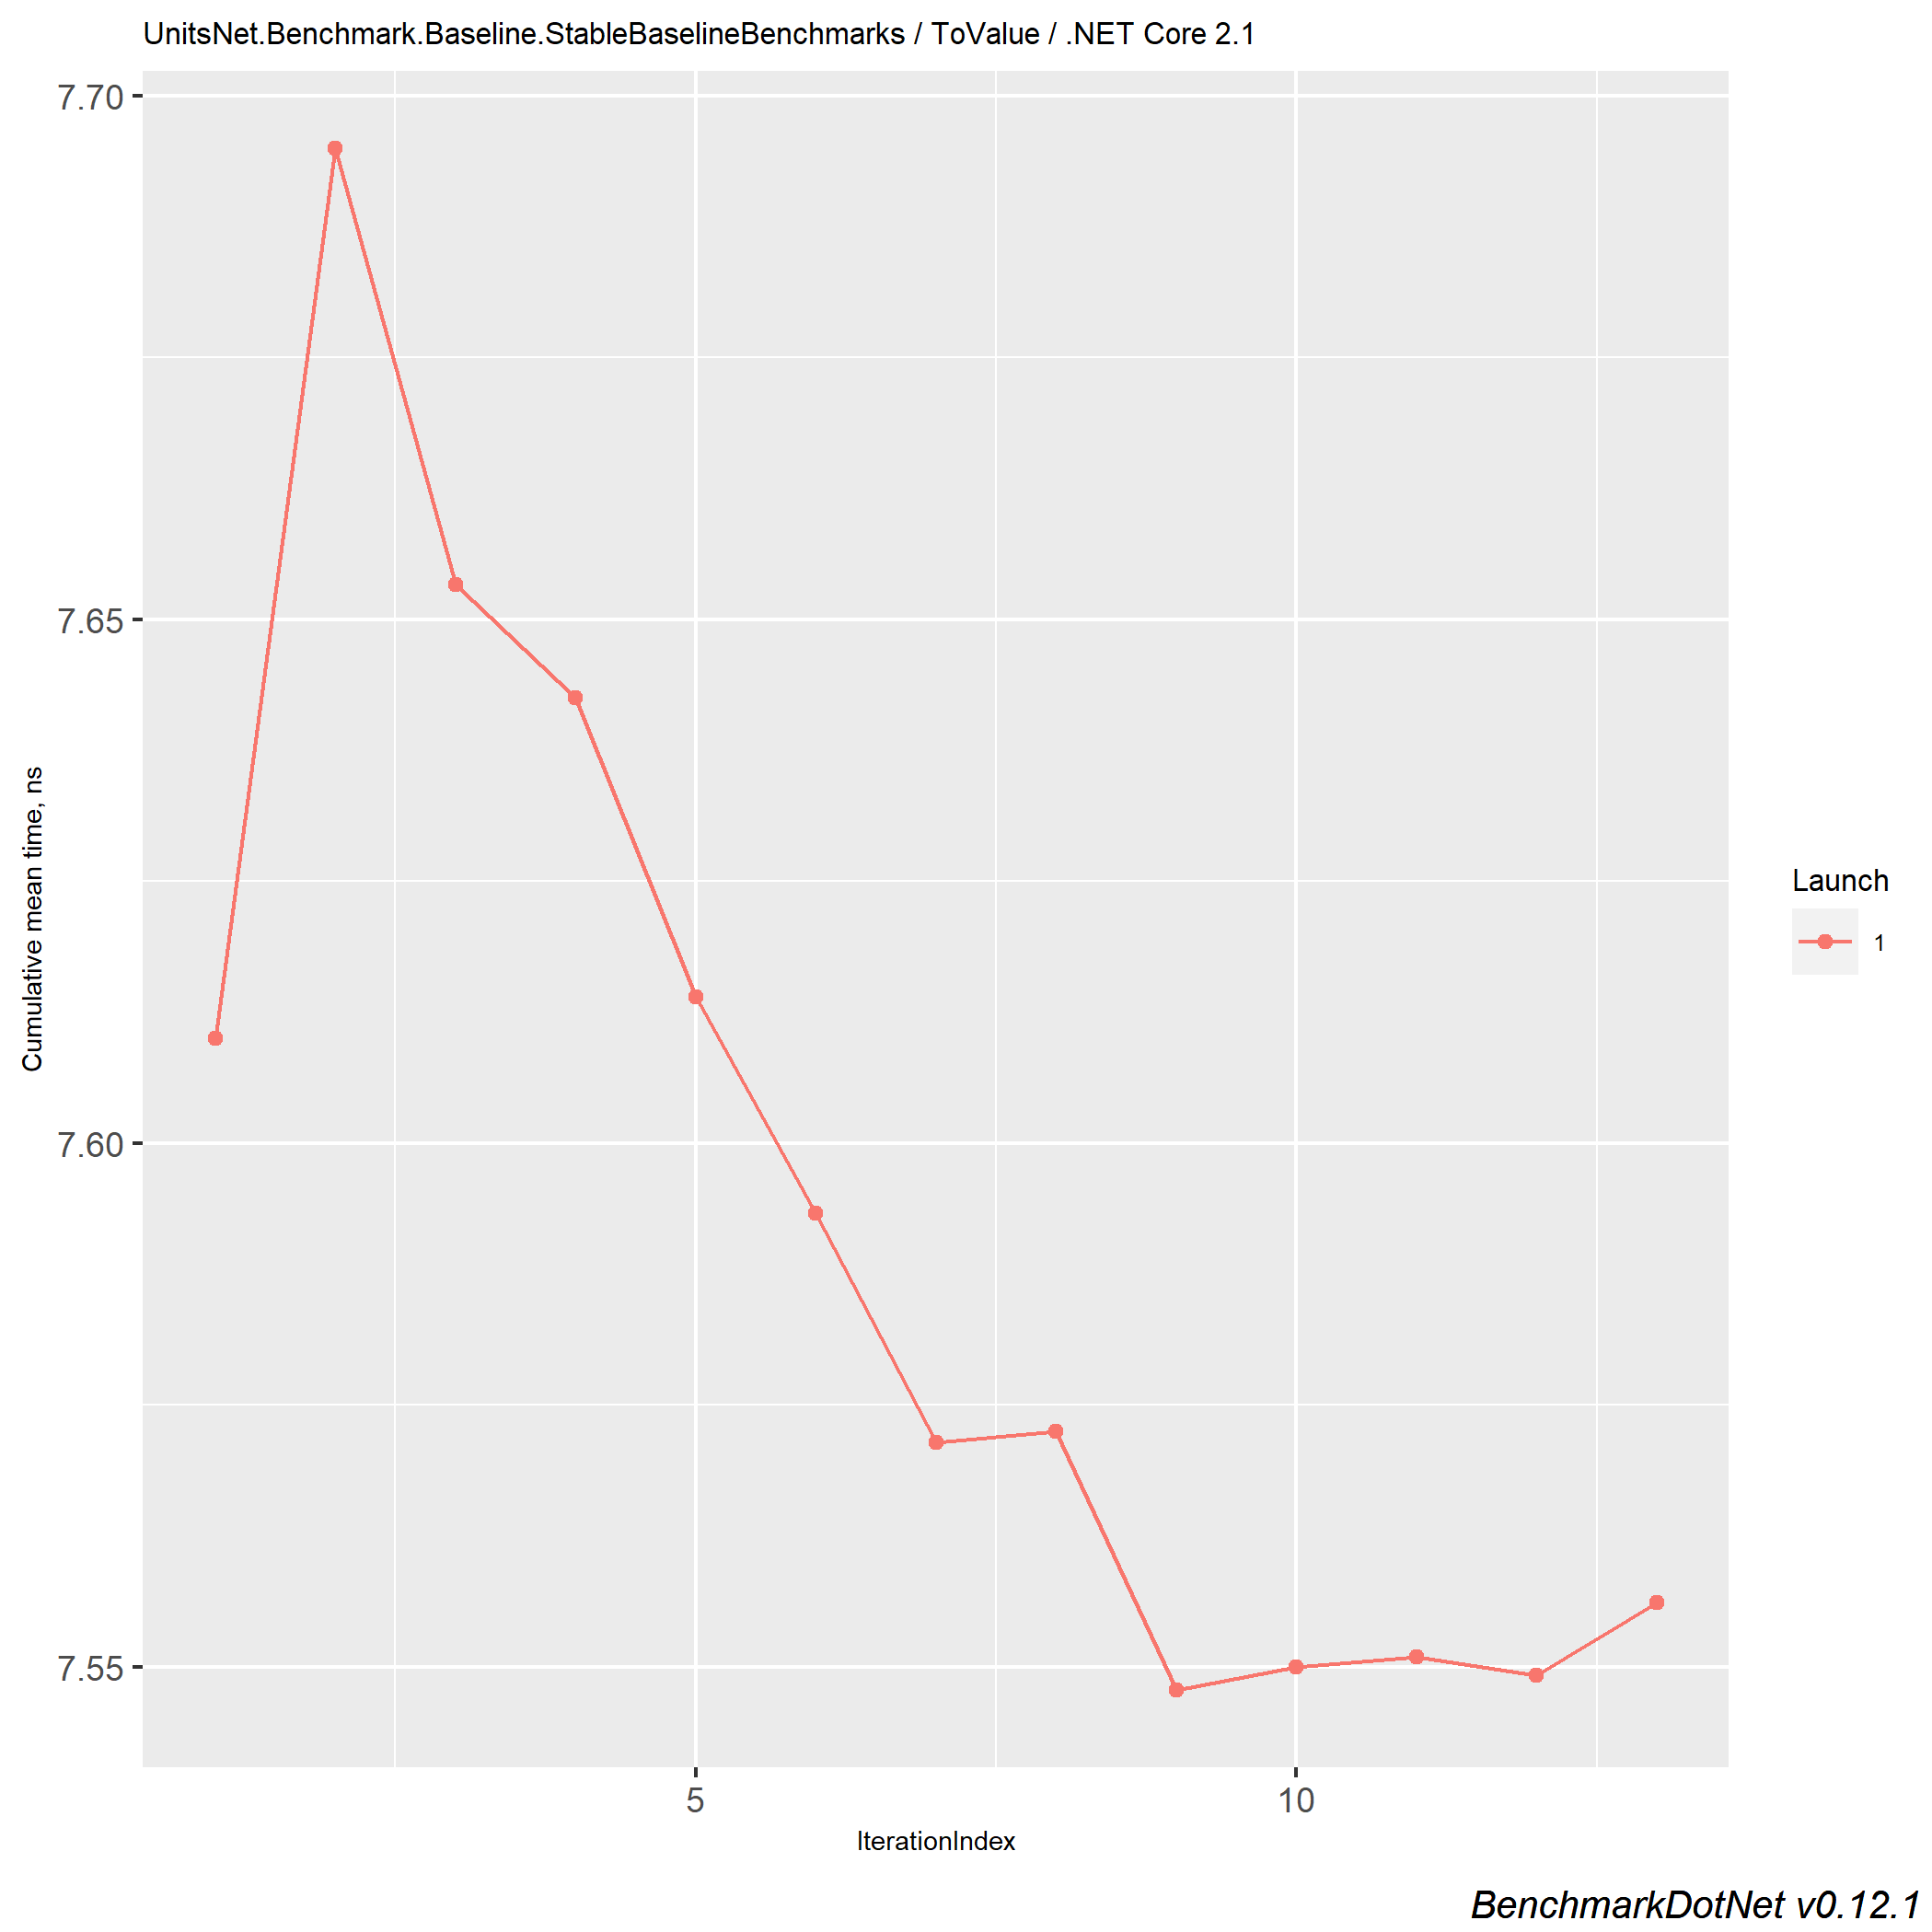 UnitsNet.Benchmark.Baseline.StableBaselineBenchmarks / ToValue / .NET Core 2.1
7.70
7.65
7.60
7.55
Cumulative mean time, ns
5
10
IterationIndex
Launch
1
BenchmarkDotNet v0.12.1